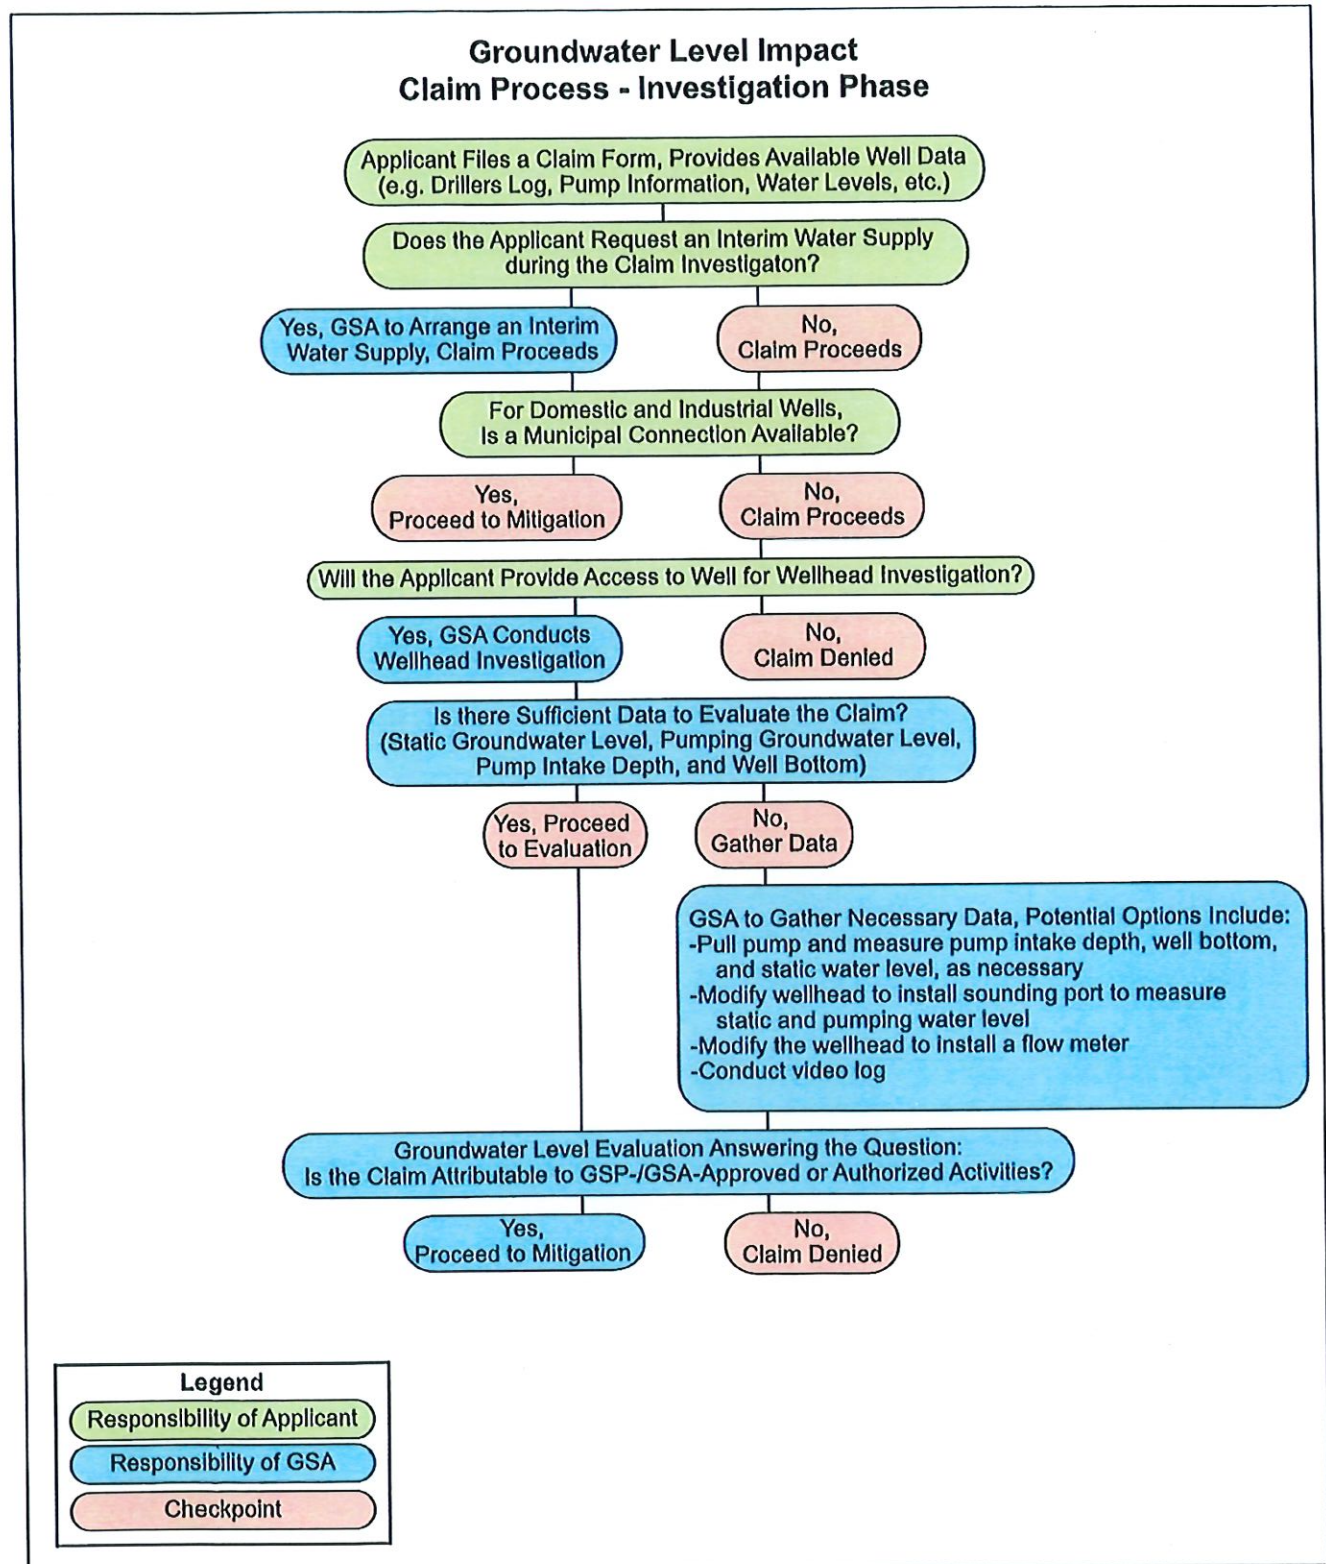 Groundwater Level Impact
Claim Process - Investigation Phase
Applicant Files a Claim Form, Provides Available Well Data
(e.g. Drillers Log, Pump Information, Water Levels, etc.)
Does the Applicant Request an Interim Water Supply
during the Claim Investigaton?
Yes, GSA to Arrange an Interim
Water Supply, Claim Proceeds
No,
Claim Proceeds
For Domestic and Industrial Wells,
Is a Municipal Connection Available?
Yes,
Proceed to Mitigation
No,
Claim Proceeds
Will the Applicant Provide Access to Well for Wellhead Investigation?
Yes, GSA Conducts
Wellhead Investigation
No,
Claim Denied
Is there Sufficient Data to Evaluate the Claim?
(Static Groundwater Level, Pumping Groundwater Level,
Pump Intake Depth, and Well Bottom)
Yes, Proceed
to Evaluation
No,
Gather Data
GSA to Gather Necessary Data, Potential Options Include:
-Pull pump and measure pump intake depth, well bottom,
and static water level, as necessary
-Modify wellhead to install sounding port to measure
static and pumping water level
-Modify the wellhead to install a flow meter
-Conduct video log
Groundwater Level Evaluation Answering the Question:
Is the Claim Attributable to GSP-/GSA-Approved or Authorized Activities?
Yes,
Proceed to Mitigation
No,
Claim Denied
Legend
Responsibility of Applicant
Responsibility of GSA
Checkpoint